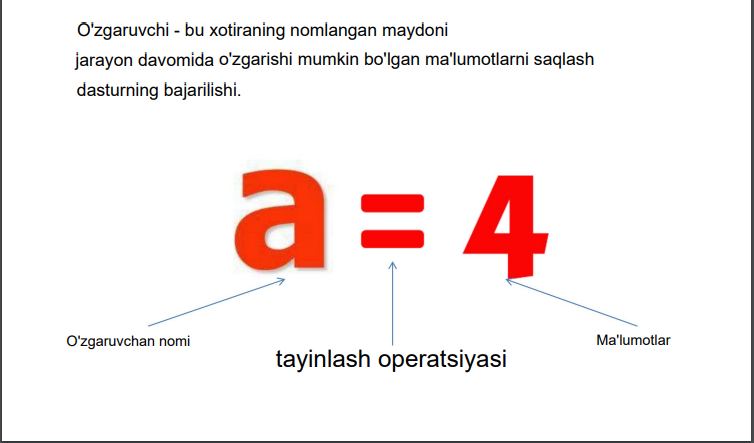 O'zgaruvchi - bu xotiraning nomlangan maydoni
jarayon davomida o'zgarishi mumkin bo'lgan ma'lumotlarni saqlash
dasturning bajarilishi.
a = 4
O'zgaruvchan nomi
tayinlash operatsiyasi
Ma'lumotlar